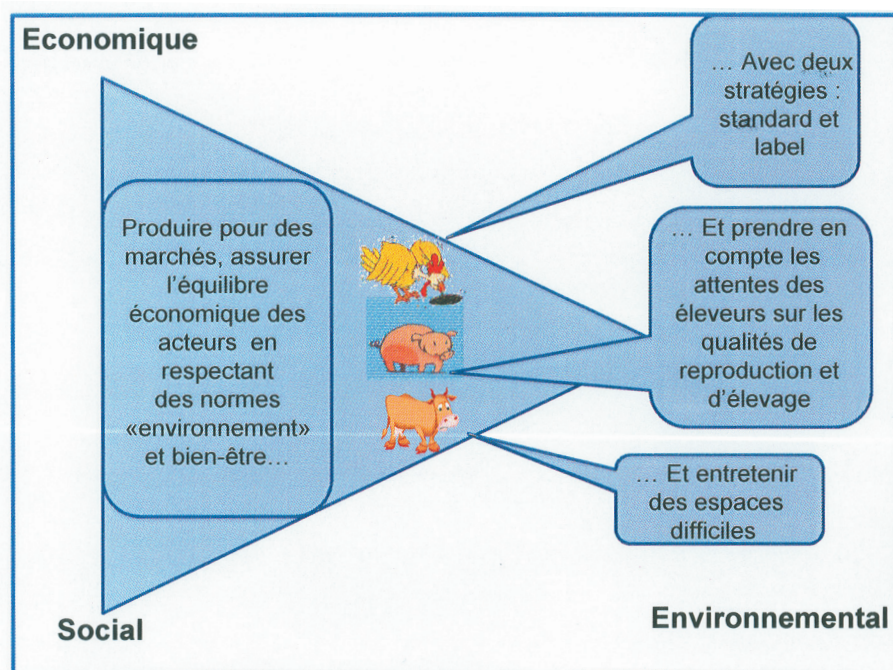 Economique
… Avec deux
stratégies :
standard et
label
Produire pour des
marchés, assurer
l'équilibre
économique des
acteurs en
respectant
des normes
«environnement»
et bien-être…
… Et prendre en
compte les
attentes des
éleveurs sur les
qualités de
reproduction et
d'élevage
… Et entretenir
des espaces
difficiles
Social
Environnemental